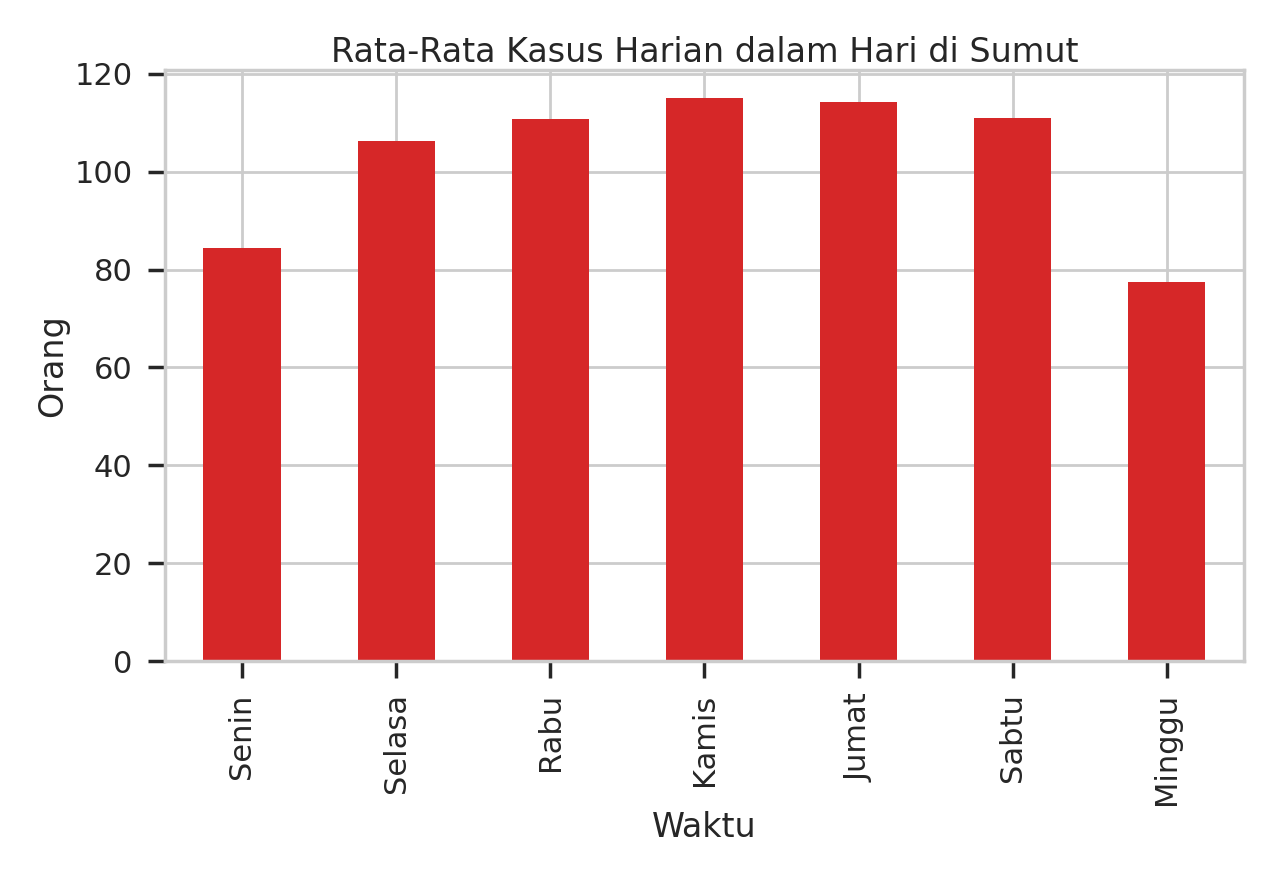 Rata-Rata Kasus Harian dalam Hari di Sumut
120
100
80
60
40
20
0
Orang
Senin
Selasa
Rabu
Kamis
Jumat
Sabtu
Minggu
Waktu